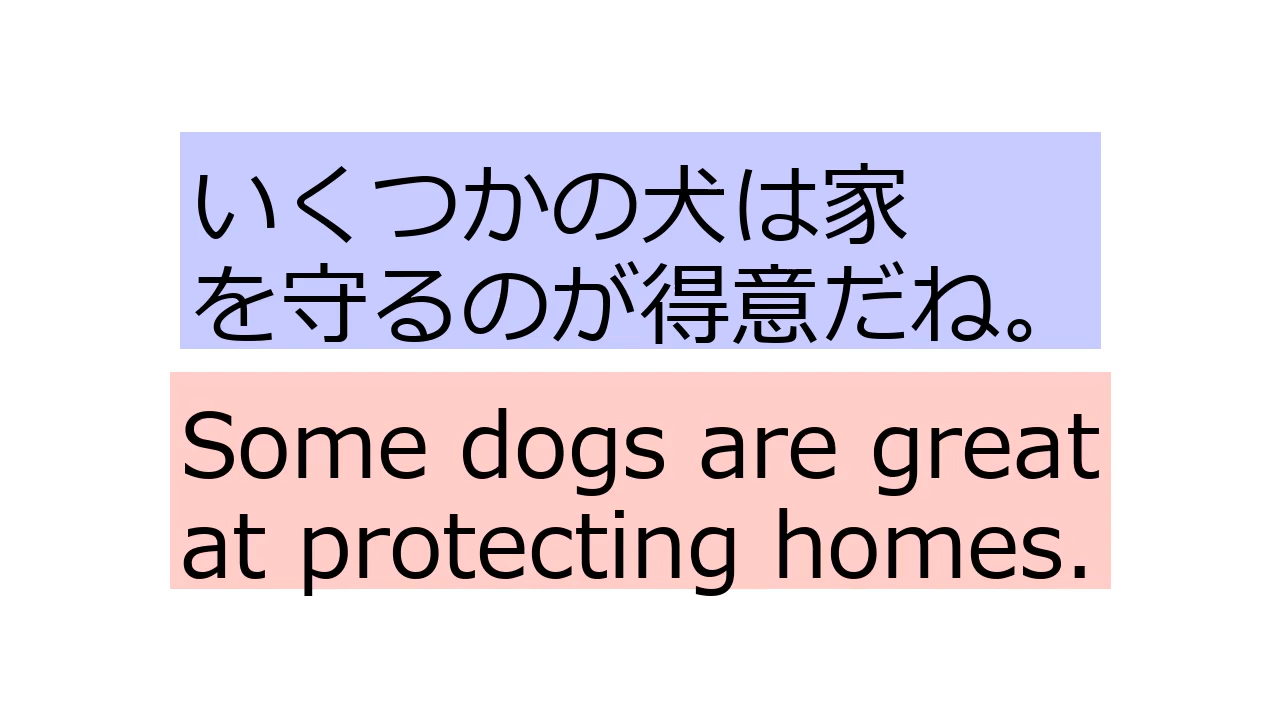 いくつかの犬は家
を守るのが得意だね。
Some dogs are great
at protecting homes.